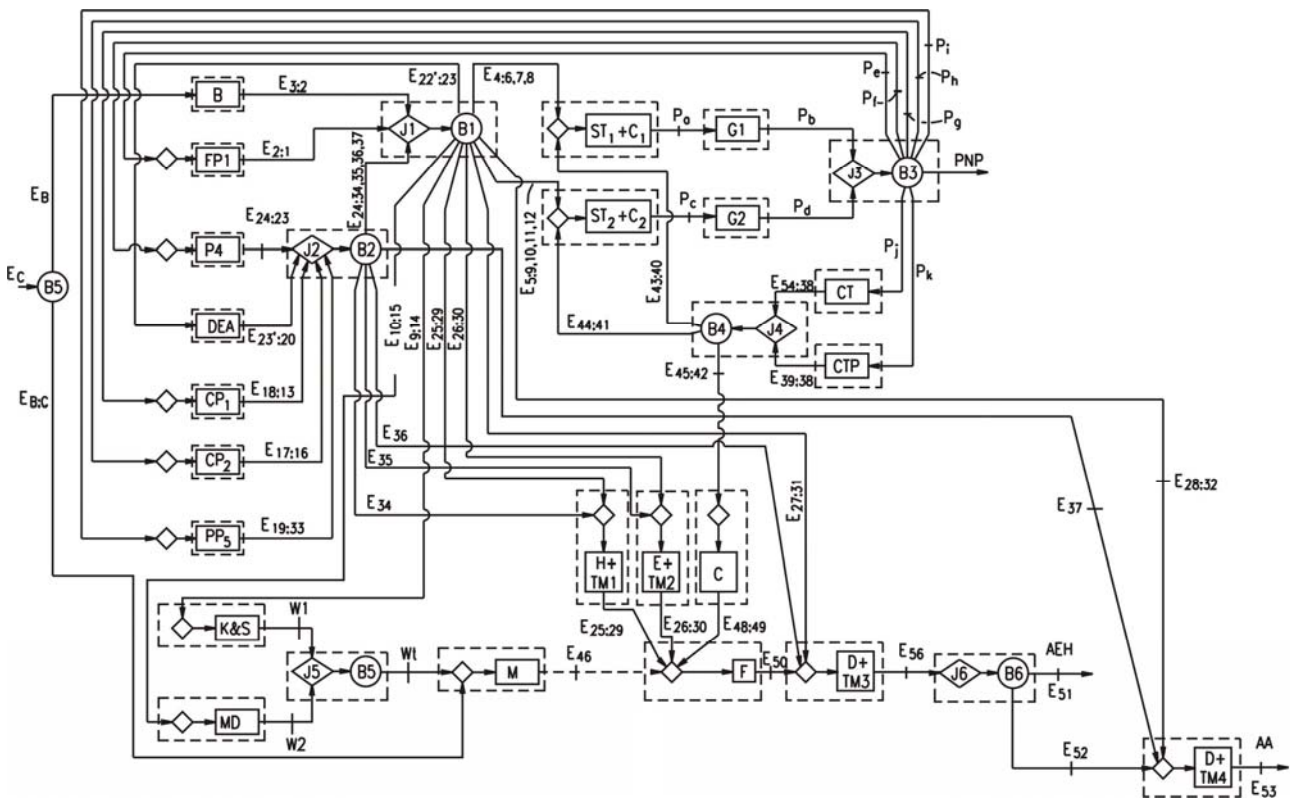 Pi
E22':23
E4:6,7,8
Pe
Ph
B
E3:2
Pf
Pg
Pa
Pb
J1
B1
ST1+C1
G1
FP1
E2:1
E24:34,35,36,37
J3
B3
PNP
EB
E24:23
Pc
Pd
ST2+C2
G2
P4
J2
B2
E5:9,10,11,12
E43:40
Pj
Pk
EC
B5
E54:38
CT
DEA
E23':20
E10:15
E9:14
E25:29
E26:30
E44:41
B4
J4
E45:42
E39:38
CTP
EB:C
CP1
E18:13
E36
CP2
E17:16
E35
E28:32
E34
E27:31
E37
PP5
E19:33
H+
TM1
E+
TM2
C
W1
K&S
E25:29
E26:30
E48:49
J5
B5
Wt
M
E46
F
E50
D+
TM3
E56
J6
B6
AEH
E51
MD
W2
E52
D+
TM4
AA
E53